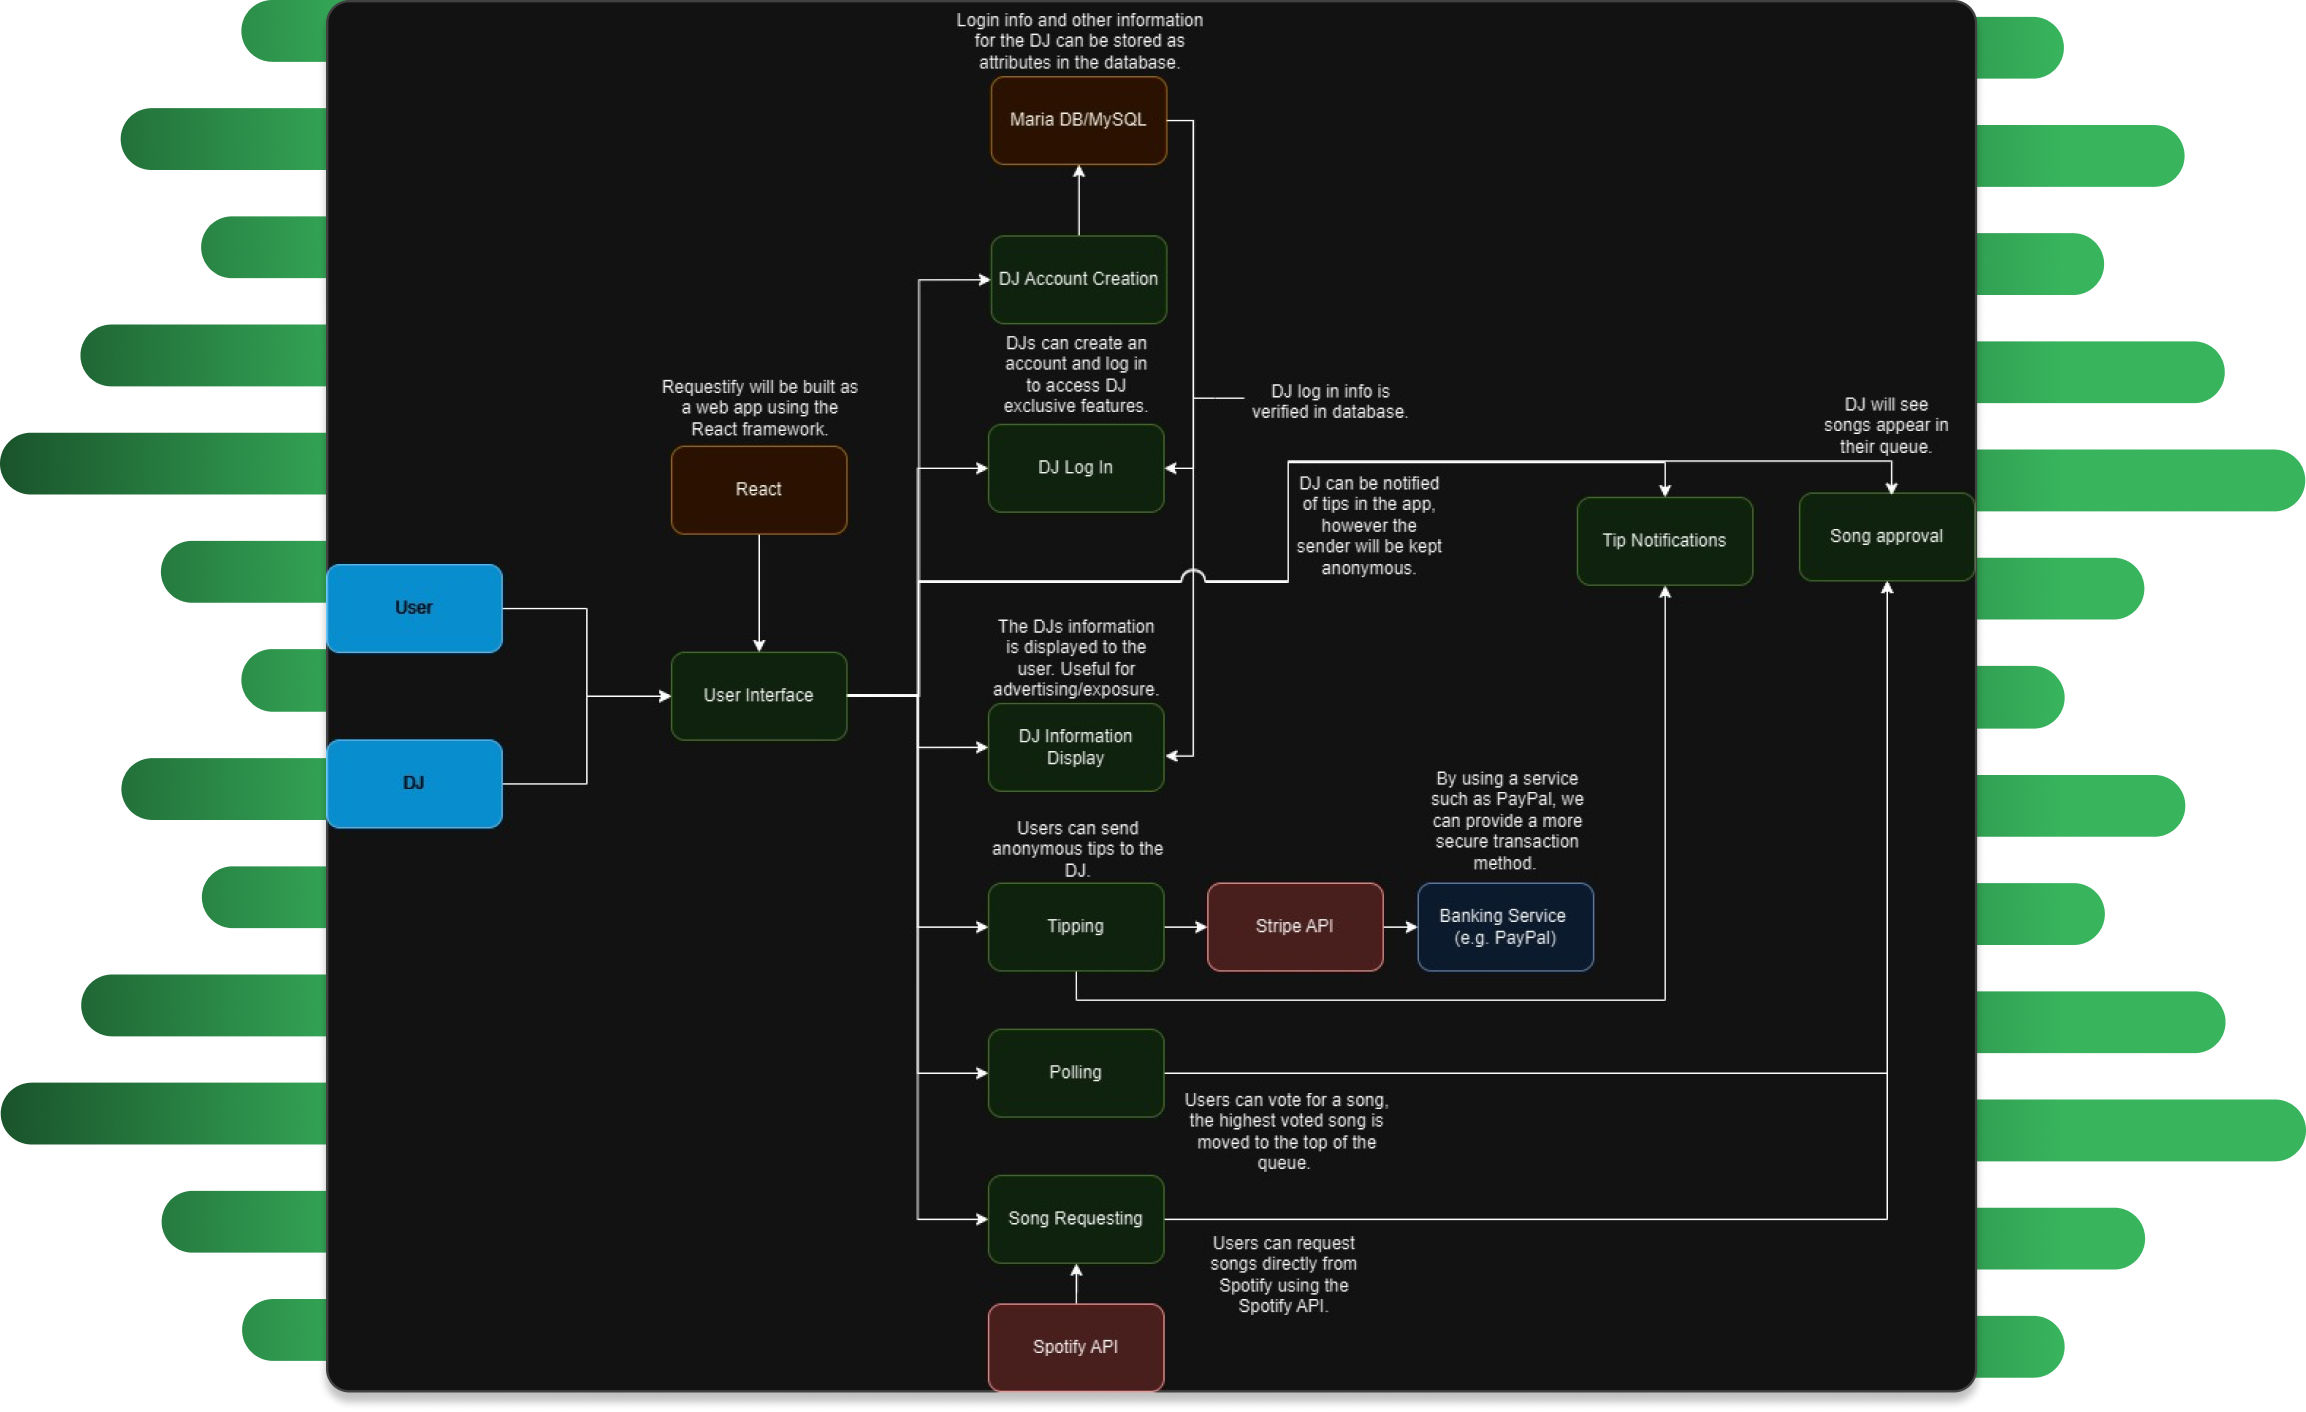 Login info and other information
for the DJ can be stored as
attributes in the database.
Maria DB/MySQL
DJ Account Creation
DJs can create an
account and log in
to access DJ
exclusive features.
Requestify will be built as
a web app using the
React framework.
React
DJ Log In
DJ log in info is
verified in database.
DJ will see
songs appear in
their queue.
DJ can be notified
of tips in the app,
however the
sender will be kept
anonymous.
Tip Notifications
Song approval
User
DJ
User Interface
The DJs information
is displayed to the
user. Useful for
advertising/exposure.
DJ Information
Display
Users can send
anonymous tips to the
DJ.
Tipping
Stripe API
By using a service
such as PayPal, we
can provide a more
secure transaction
method.
Banking Service
(e.g. PayPal)
Polling
Users can vote for a song,
the highest voted song is
moved to the top of the
queue.
Song Requesting
Users can request
songs directly from
Spotify using the
Spotify API.
Spotify API